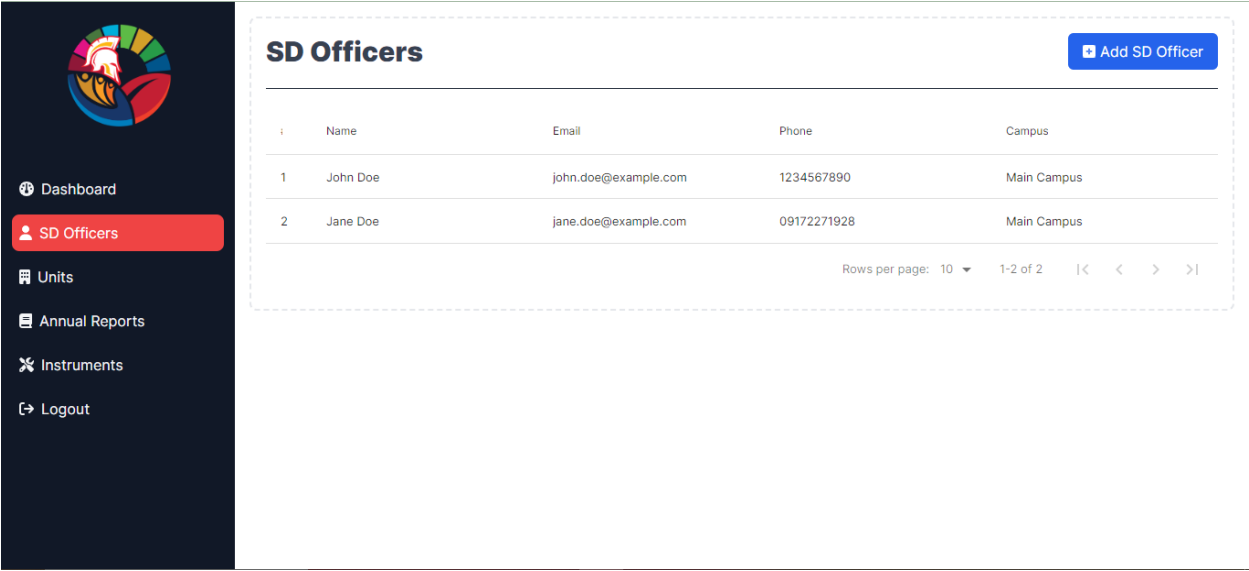 SD Officers
Add SD Officer
Name Email Phone Campus
1 John Doe john.doe@example.com 1234567890 Main Campus
2 Jane Doe jane.doe@example.com 09172271928 Main Campus
Rows per page: 10 1-2 of 2
Dashboard
SD Officers
Units
Annual Reports
Instruments
Logout